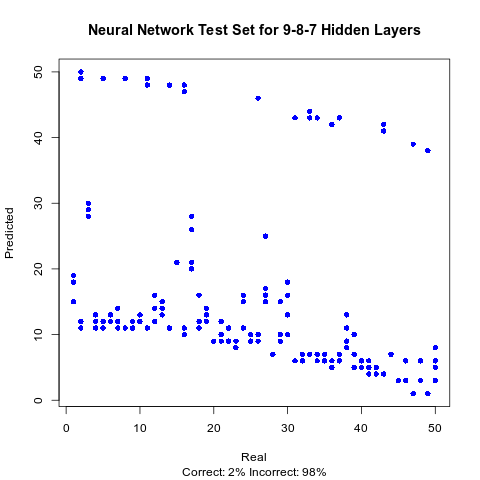 Neural Network Test Set for 9-8-7 Hidden Layers
Predicted
50
40
30
20
10
0
0 10 20 30 40 50
Real
Correct: 2% Incorrect: 98%